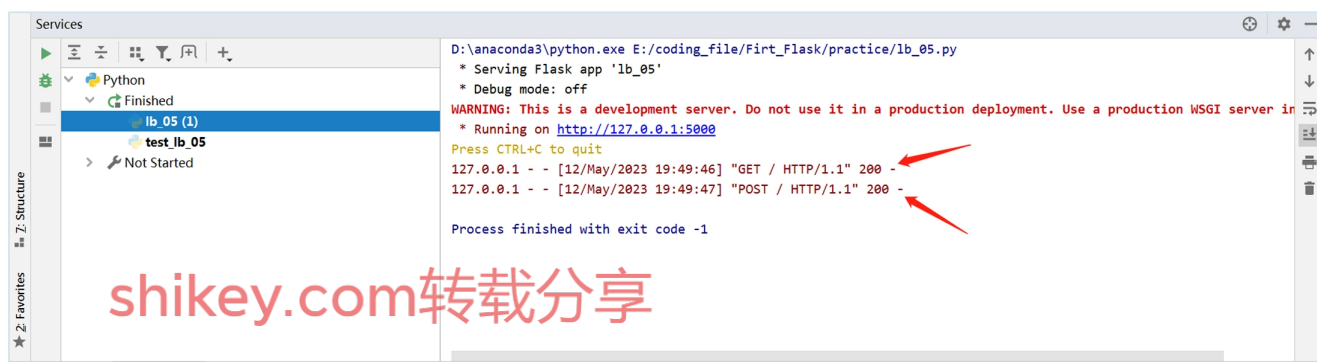 Services
Python
Finished
lb_05 (1)
test_lb_05
Not Started
7: Structure
2: Favorites
D:\anaconda3\python.exe E:/coding_file/Firt_Flask/practice/lb_05.py
* Serving Flask app 'lb_05'
* Debug mode: off
WARNING: This is a development server. Do not use it in a production deployment. Use a production WSGI server in
* Running on http://127.0.0.1:5000
Press CTRL+C to quit
127.0.0.1 - - [12/May/2023 19:49:46] "GET / HTTP/1.1" 200 -
127.0.0.1 - - [12/May/2023 19:49:47] "POST / HTTP/1.1" 200 -
Process finished with exit code -1
shikey.com转载分享